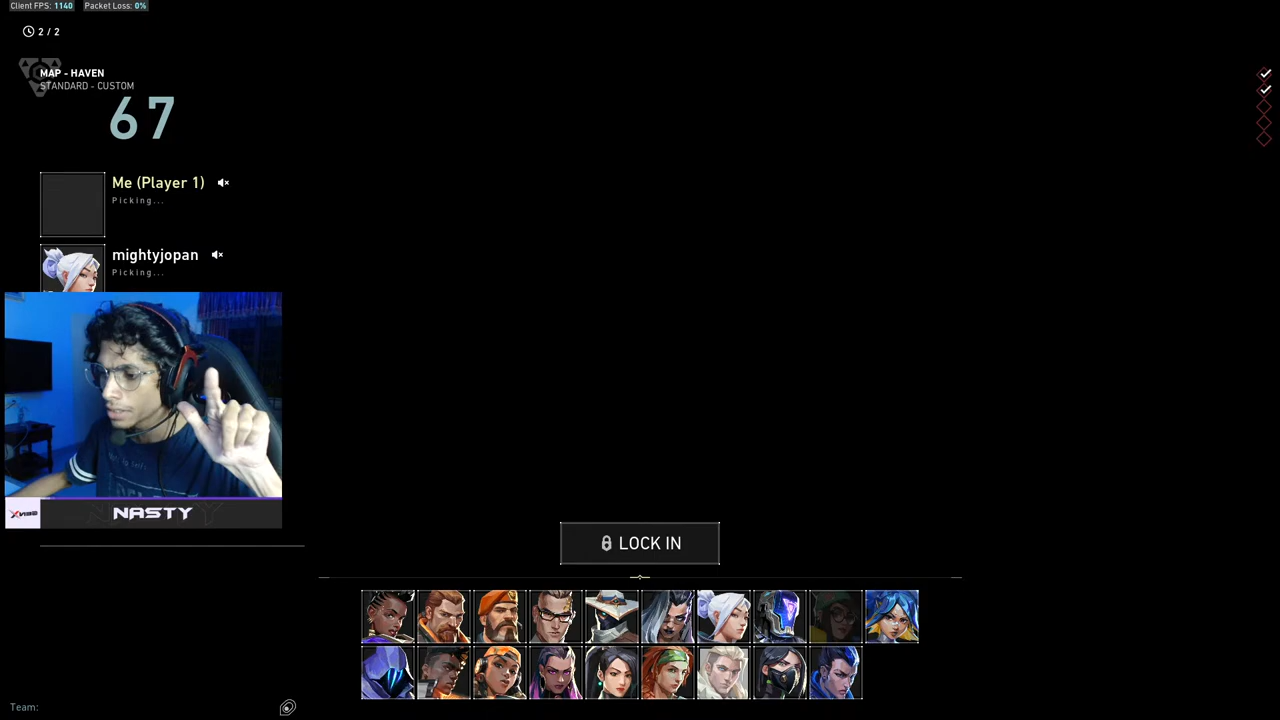 Client FPS: 1140 Packet Loss: 0%
2 / 2
MAP - HAVEN
STANDARD - CUSTOM
67
Me (Player 1)
Picking...
mightyjopan
Picking...
NASTY
LOCK IN
Team: